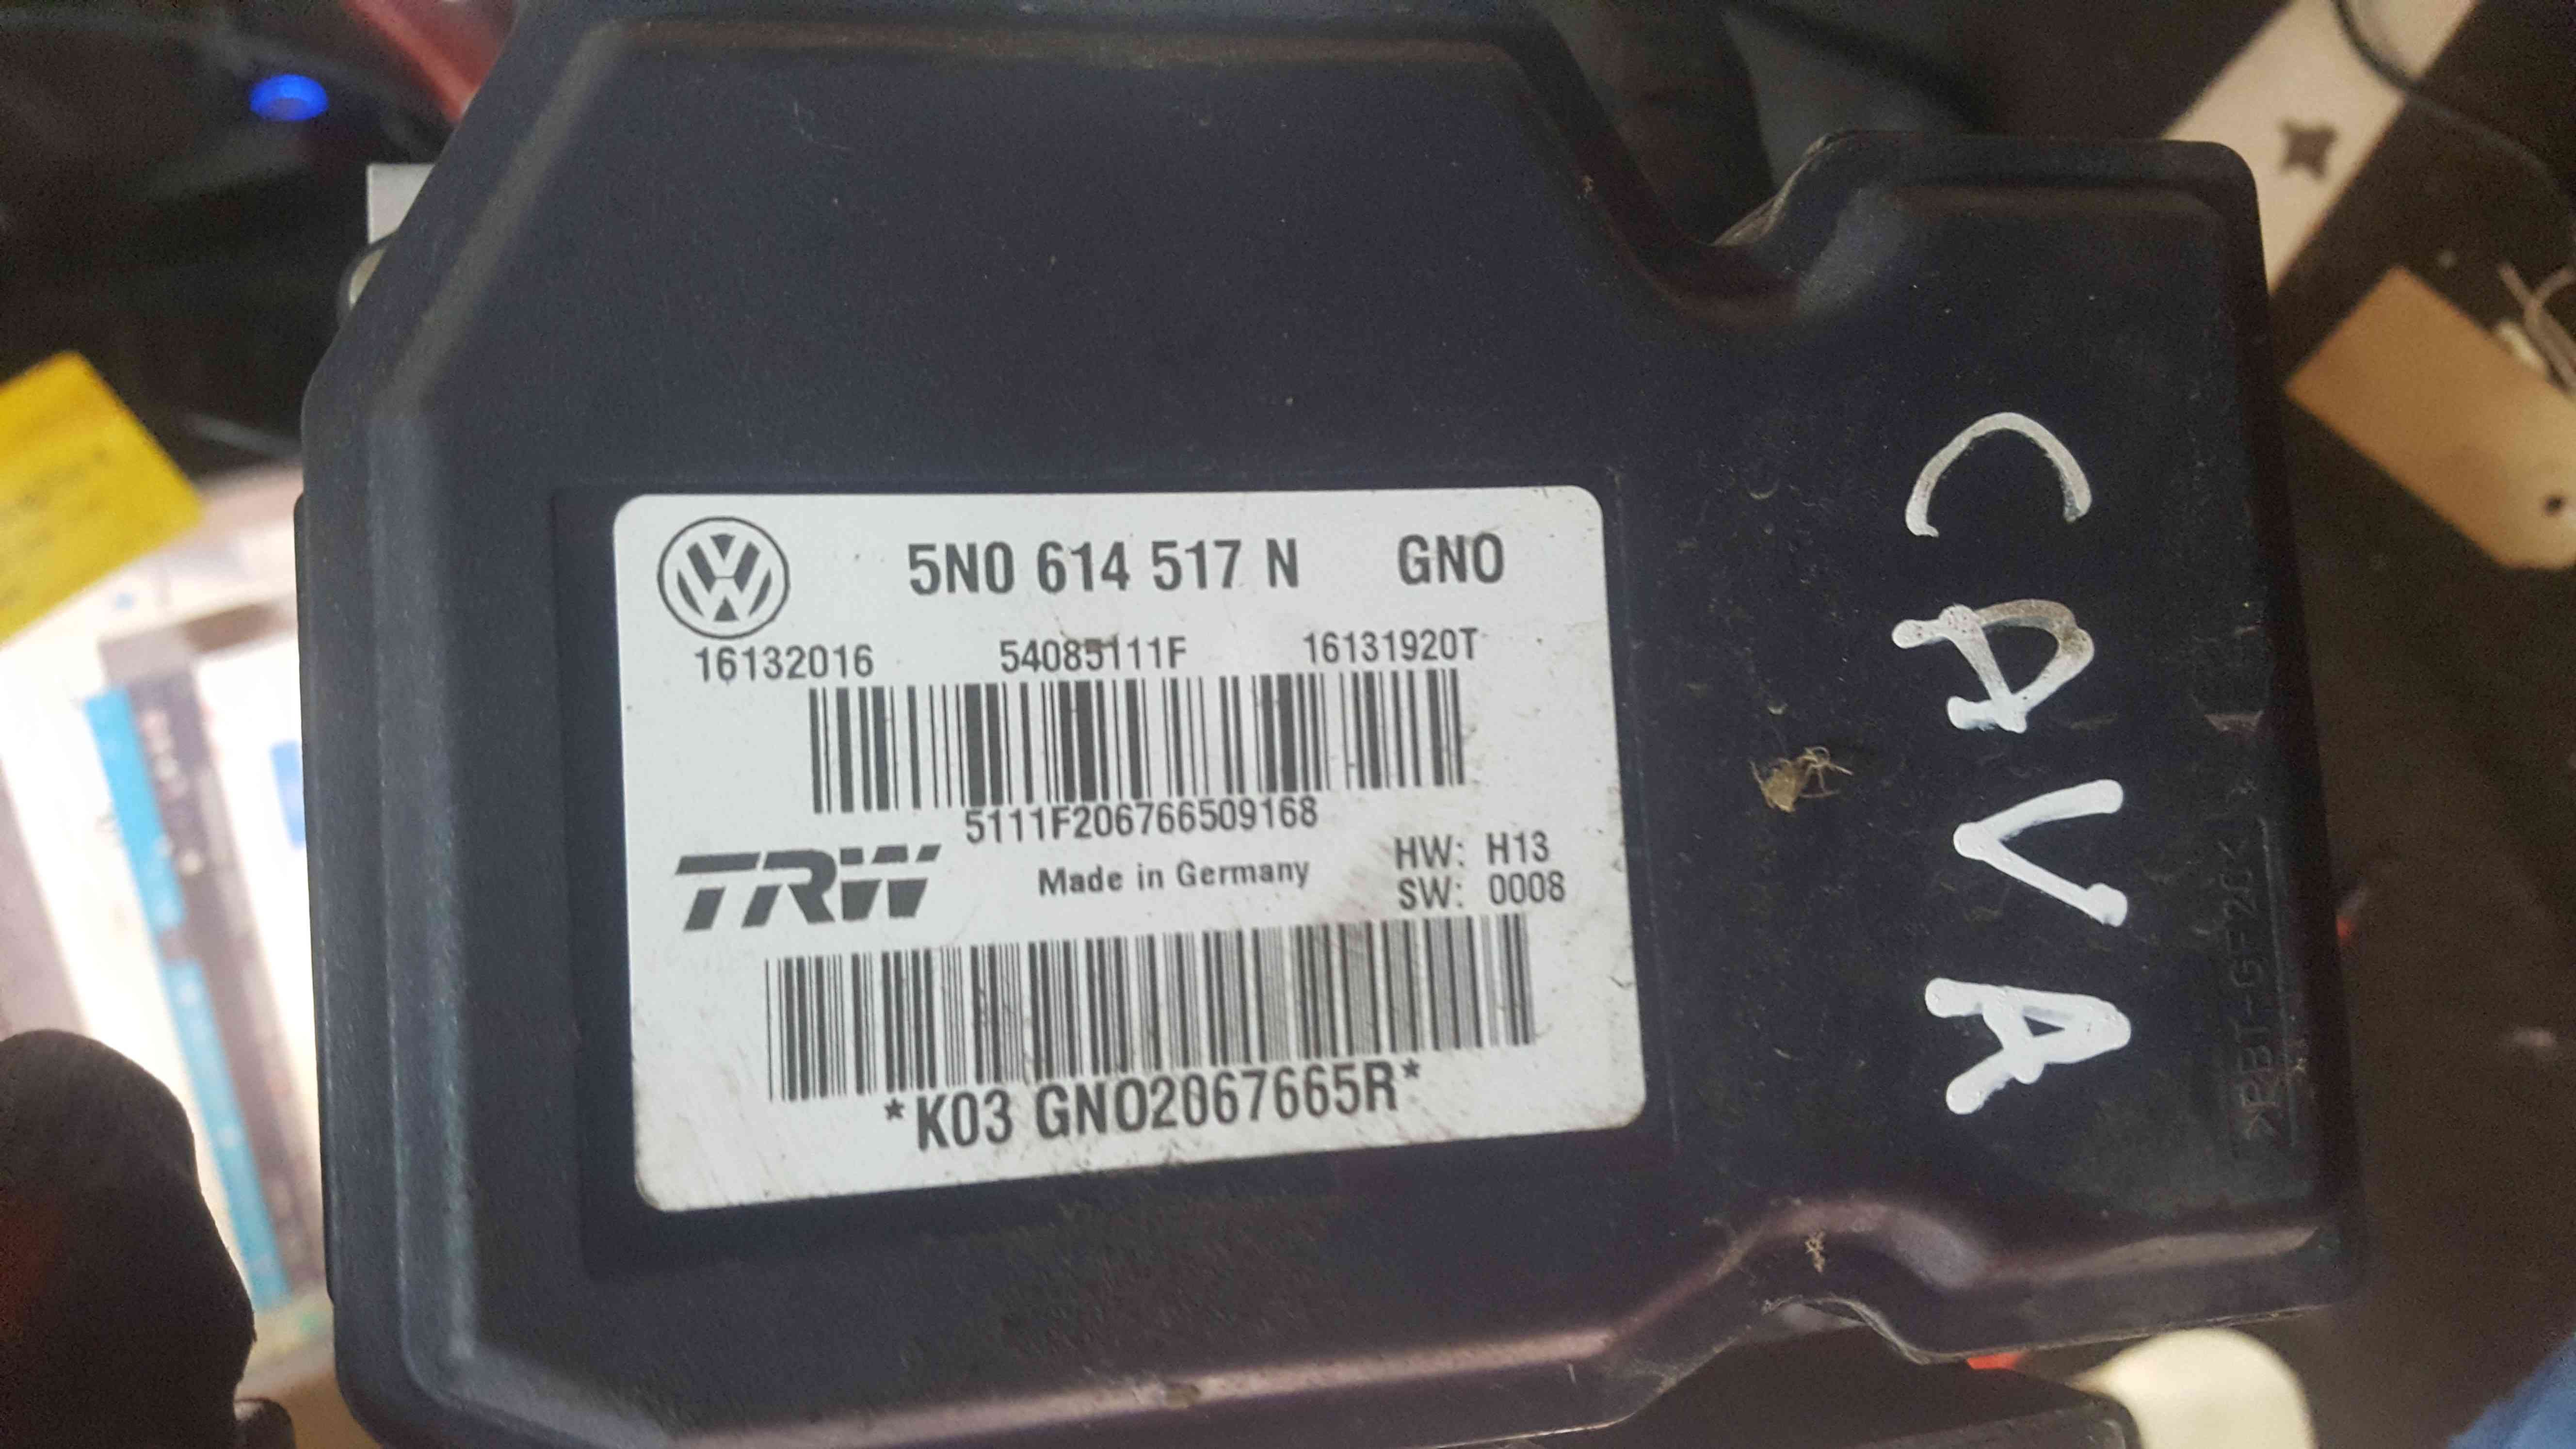 5N0 614 517 N GNO
16132016 54085111F 16131920T
5111F206766509168
TRW Made in Germany HW: H13
SW: 0008
*K03 GNO2067665R*
CAVA